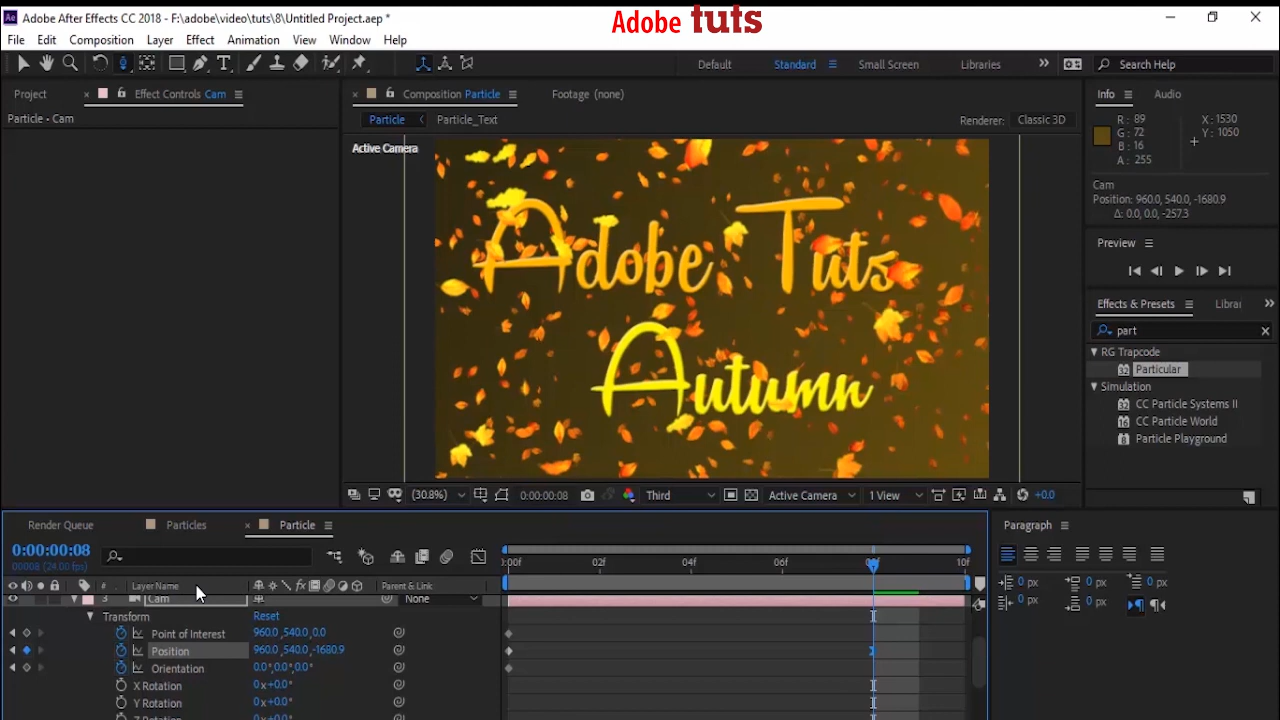 Adobe After Effects CC 2018 - F:\adobe\video\tuts\8\Untitled Project.aep *
Adobe tuts
File Edit Composition Layer Effect Animation View Window Help
Default Standard Small Screen Libraries Search Help
Project Effect Controls Cam
Particle - Cam
Composition Particle Footage (none)
Particle Particle_Text Renderer: Classic 3D
Active Camera
Adobe Tuts
Autumn
(30.8%) 0:00:00:08 Third Active Camera 1 View +0.0
Info Audio
R: 89 X: 1530
G: 72 Y: 1050
B: 16
A: 255
Cam
Position: 960.0, 540.0, -1680.9
Δ: 0.0, 0.0, -257.3
Preview
Effects & Presets Librai
part
RG Trapcode
Particular
Simulation
CC Particle Systems II
CC Particle World
Particle Playground
Render Queue Particles Particle
0:00:00:08
00008 (24.00 fps)
# Layer Name Parent & Link
:00f 02f 04f 06f 10f
3 Cam None
Transform Reset
Point of Interest 960.0, 540.0, 0.0
Position 960.0, 540.0, -1680.9
Orientation 0.0°, 0.0°, 0.0°
X Rotation 0x+0.0°
Y Rotation 0x+0.0°
Paragraph
0 px 0 px 0 px
0 px 0 px